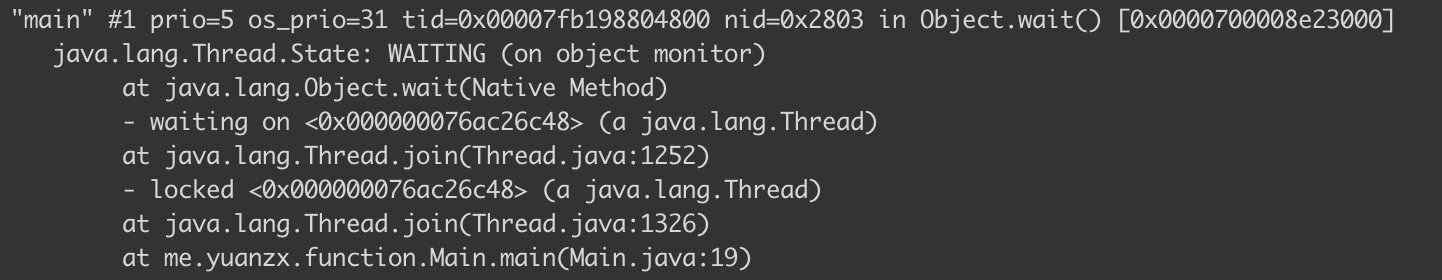 "main" #1 prio=5 os_prio=31 tid=0x00007fb198804800 nid=0x2803 in Object.wait() [0x0000700008e23000]
java.lang.Thread.State: WAITING (on object monitor)
at java.lang.Object.wait(Native Method)
- waiting on <0x000000076ac26c48> (a java.lang.Thread)
at java.lang.Thread.join(Thread.java:1252)
- locked <0x000000076ac26c48> (a java.lang.Thread)
at java.lang.Thread.join(Thread.java:1326)
at me.yuanzx.function.Main.main(Main.java:19)